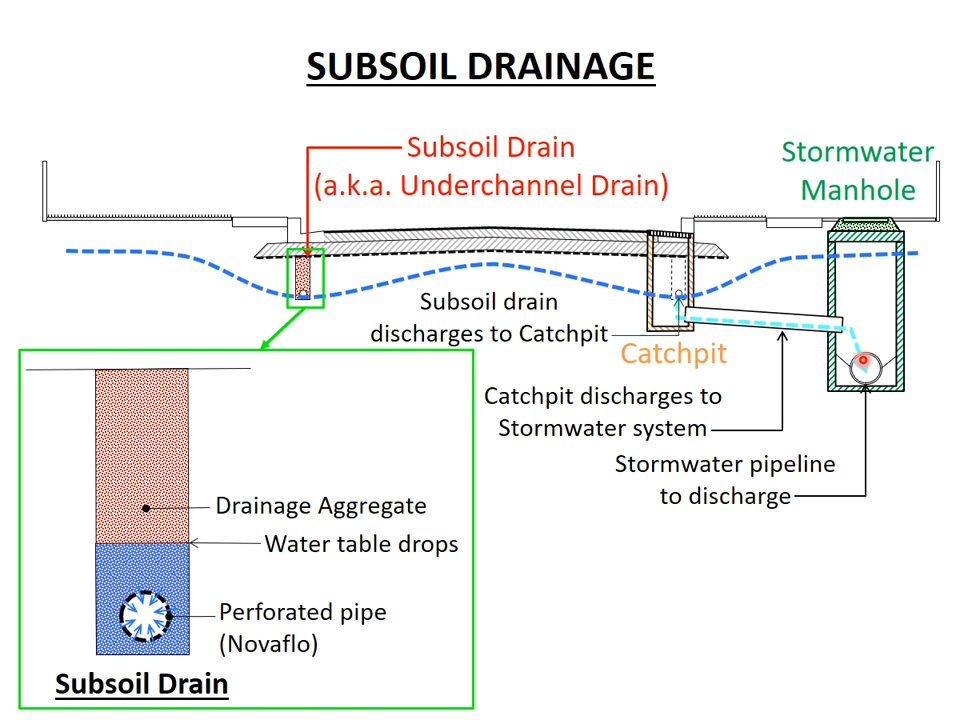 SUBSOIL DRAINAGE
Subsoil Drain
(a.k.a. Underchannel Drain)
Stormwater
Manhole
Subsoil drain
discharges to Catchpit
Catchpit
Catchpit discharges to
Stormwater system
Stormwater pipeline
to discharge
Drainage Aggregate
Water table drops
Perforated pipe
(Novaflo)
Subsoil Drain